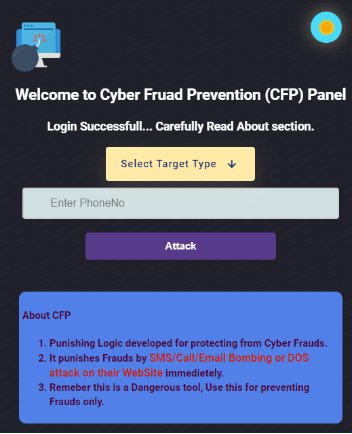 Welcome to Cyber Fruad Prevention (CFP) Panel
Login Successfull... Carefully Read About section.
Select Target Type ↓
Enter PhoneNo
Attack
About CFP
1. Punishing Logic developed for protecting from Cyber Frauds.
2. It punishes Frauds by SMS/Call/Email Bombing or DOS
attack on their WebSite immedetely.
3. Remeber this is a Dangerous tool, Use this for preventing
Frauds only.